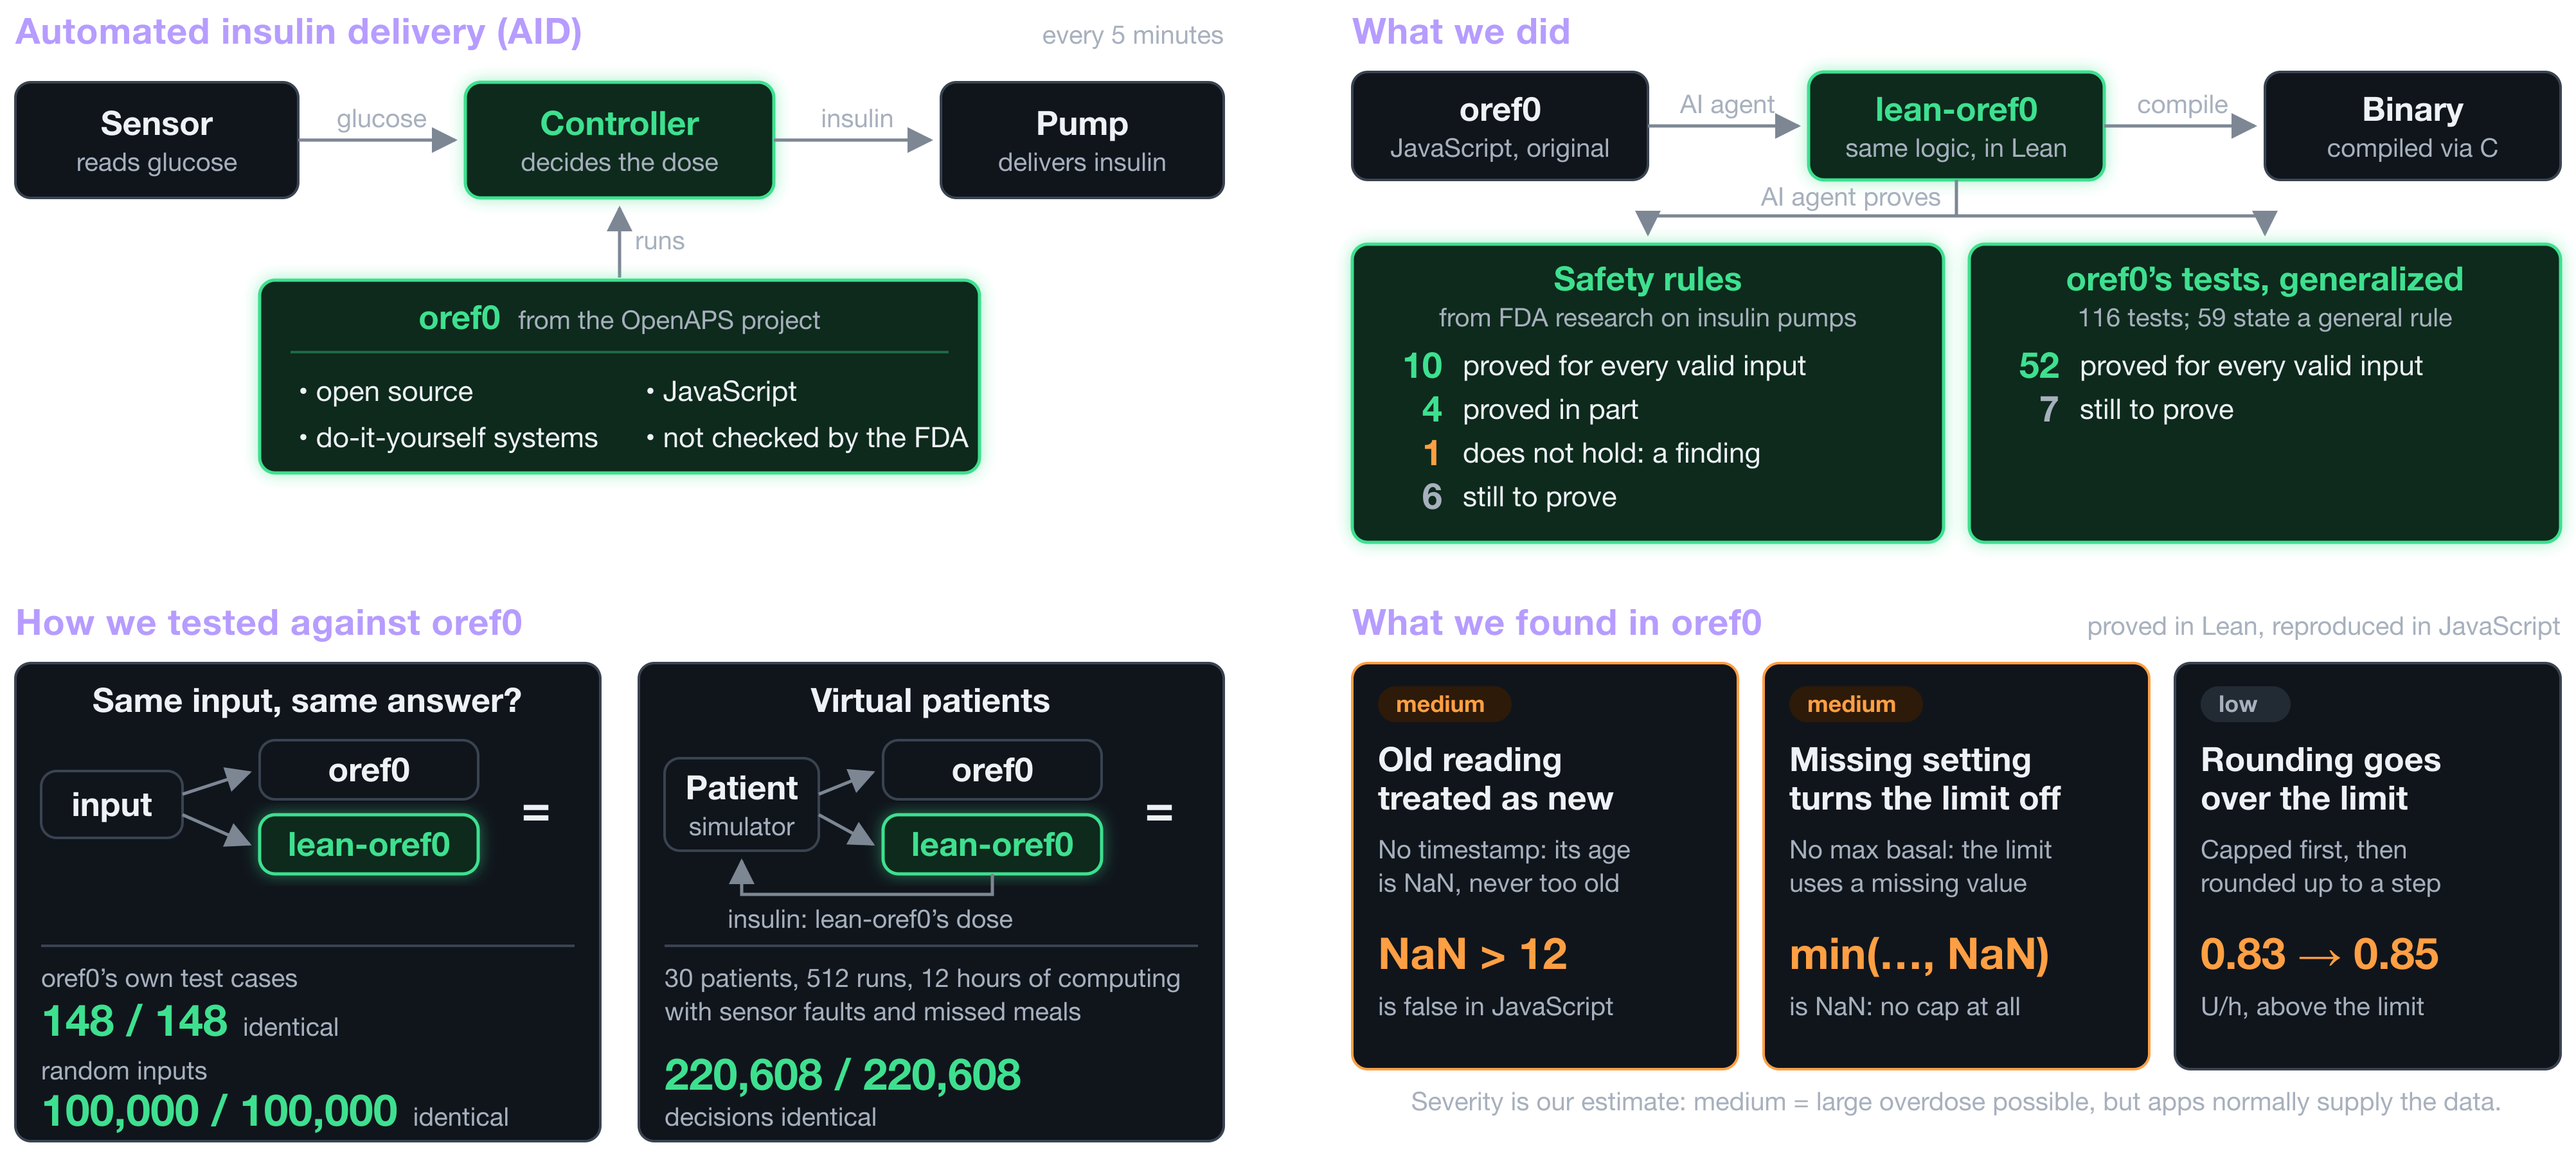 Automated insulin delivery (AID)
every 5 minutes
Sensor
reads glucose
glucose
Controller
decides the dose
insulin
Pump
delivers insulin
runs
oref0 from the OpenAPS project
• open source
• JavaScript
• do-it-yourself systems
• not checked by the FDA
What we did
oref0
JavaScript, original
AI agent
lean-oref0
same logic, in Lean
compile
Binary
compiled via C
AI agent proves
Safety rules
from FDA research on insulin pumps
10 proved for every valid input
4 proved in part
1 does not hold: a finding
6 still to prove
oref0’s tests, generalized
116 tests; 59 state a general rule
52 proved for every valid input
7 still to prove
How we tested against oref0
Same input, same answer?
input
oref0
lean-oref0
=
oref0’s own test cases
148 / 148 identical
random inputs
100,000 / 100,000 identical
Virtual patients
Patient
simulator
oref0
lean-oref0
=
insulin: lean-oref0’s dose
30 patients, 512 runs, 12 hours of computing
with sensor faults and missed meals
220,608 / 220,608
decisions identical
What we found in oref0
proved in Lean, reproduced in JavaScript
medium
Old reading
treated as new
No timestamp: its age
is NaN, never too old
NaN > 12
is false in JavaScript
medium
Missing setting
turns the limit off
No max basal: the limit
uses a missing value
min(…, NaN)
is NaN: no cap at all
low
Rounding goes
over the limit
Capped first, then
rounded up to a step
0.83 → 0.85
U/h, above the limit
Severity is our estimate: medium = large overdose possible, but apps normally supply the data.